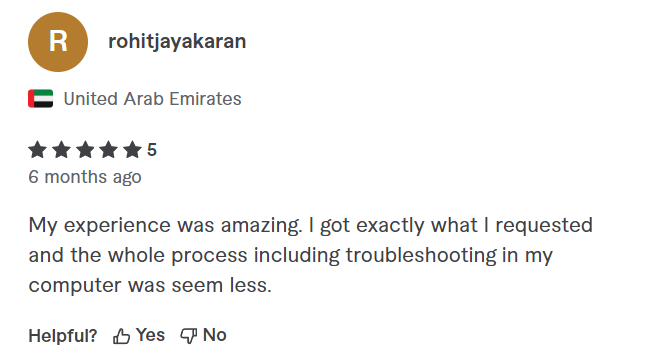 R
rohitjayakaran
United Arab Emirates
5
6 months ago
My experience was amazing. I got exactly what I requested
and the whole process including troubleshooting in my
computer was seem less.
Helpful? Yes No